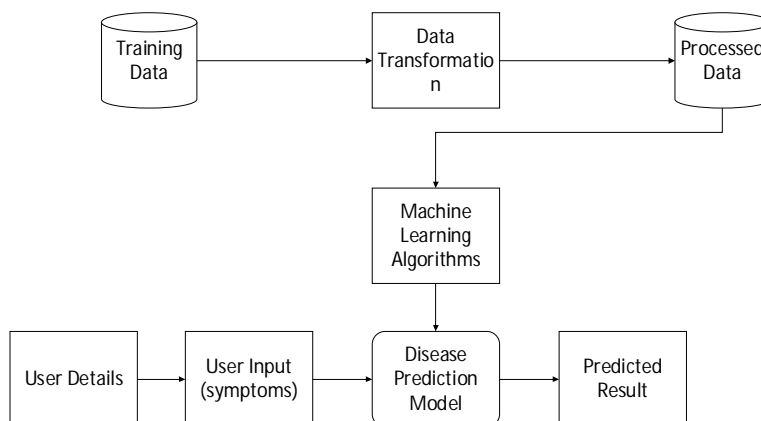 Training
Data
Data
Transformatio
n
Processed
Data
Machine
Learning
Algorithms
User Details
User Input
(symptoms)
Disease
Prediction
Model
Predicted
Result